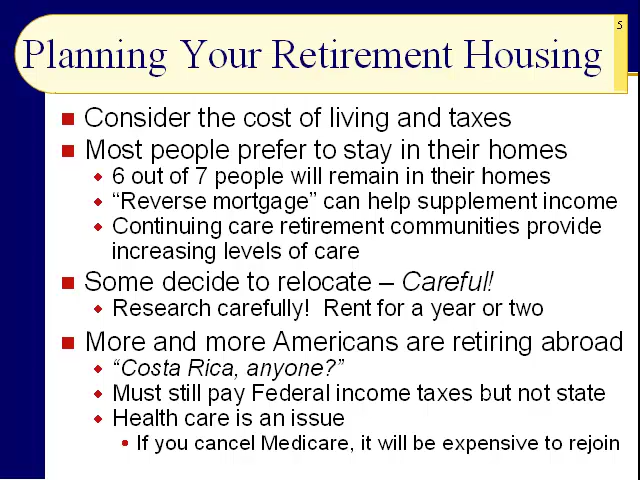 5
Planning Your Retirement Housing
Consider the cost of living and taxes
Most people prefer to stay in their homes
6 out of 7 people will remain in their homes
“Reverse mortgage” can help supplement income
Continuing care retirement communities provide
increasing levels of care
Some decide to relocate – Careful!
Research carefully!  Rent for a year or two
More and more Americans are retiring abroad
“Costa Rica, anyone?”
Must still pay Federal income taxes but not state
Health care is an issue
If you cancel Medicare, it will be expensive to rejoin